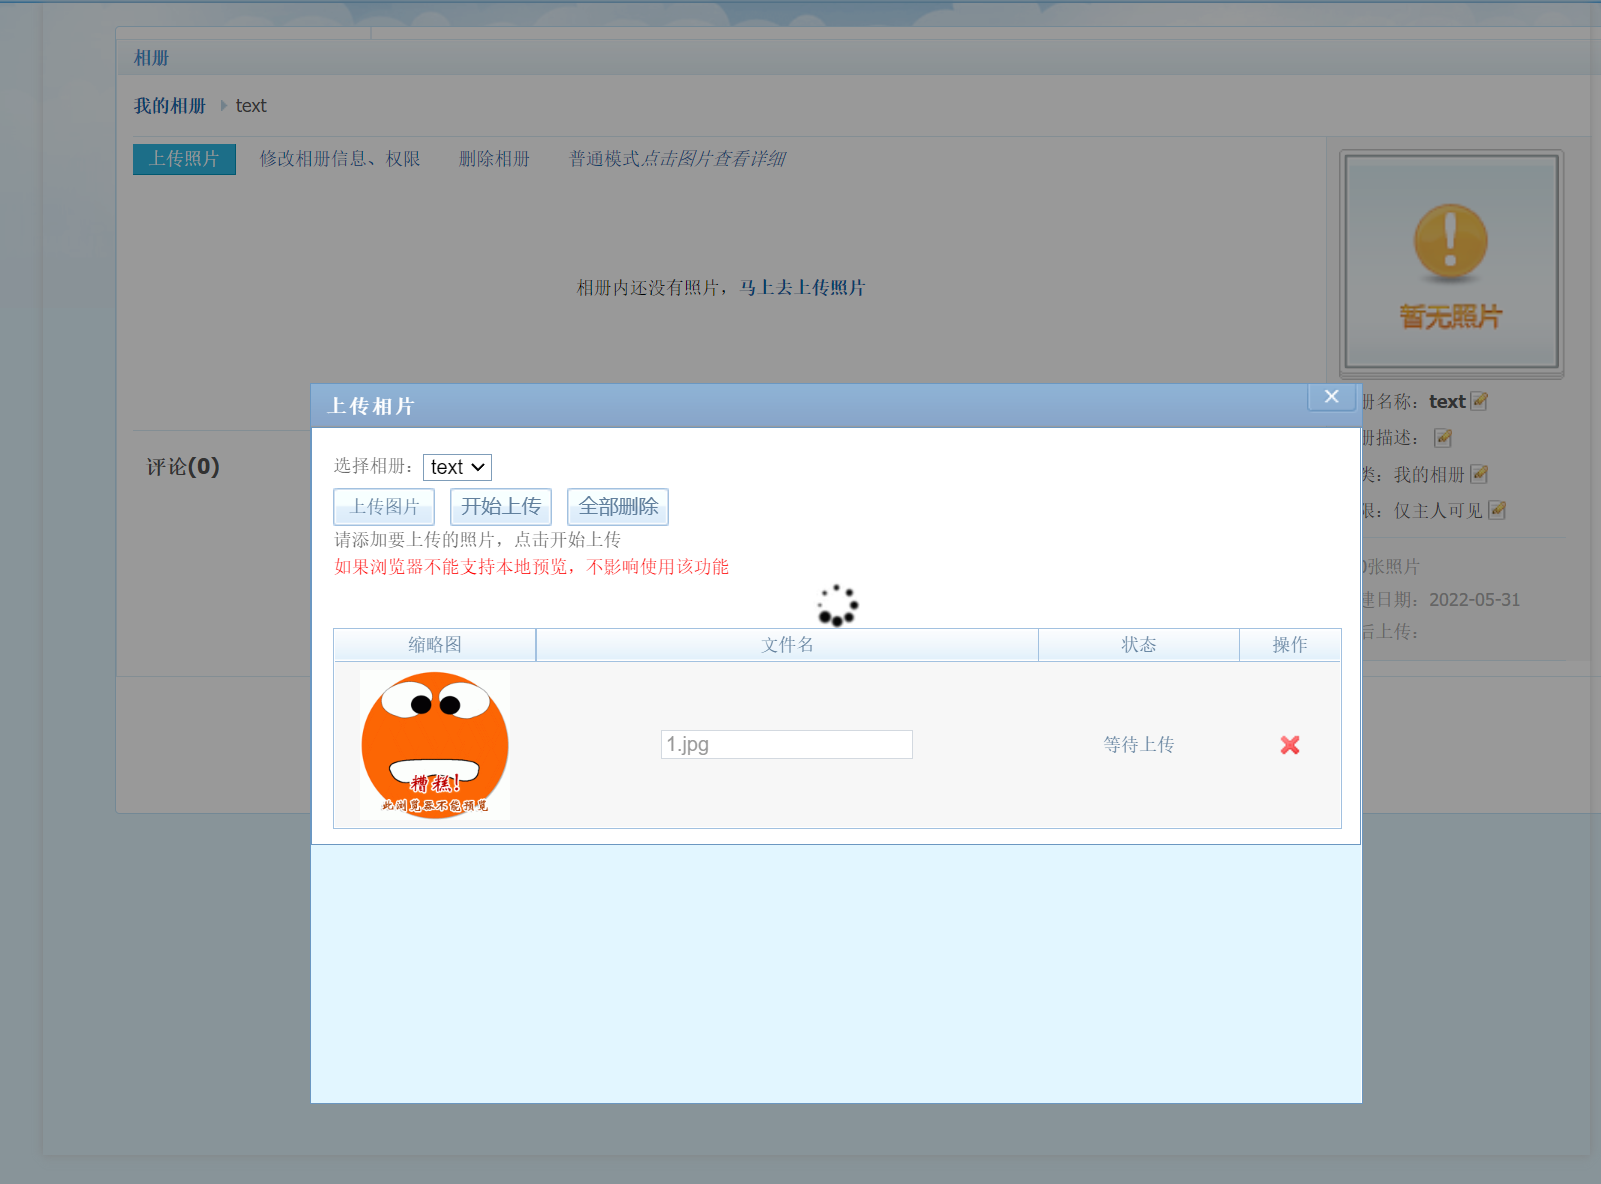 相册
我的相册 text
上传照片 修改相册信息、权限 删除相册 普通模式点击图片查看详细
相册内还没有照片，马上去上传照片
暂无照片
册名称：text
册描述：
类：我的相册
限：仅主人可见
0张照片
建日期：2022-05-31
后上传：
评论(0)
上传相片
选择相册：text
上传图片 开始上传 全部删除
请添加要上传的照片，点击开始上传
如果浏览器不能支持本地预览，不影响使用该功能
缩略图 文件名 状态 操作
糟糕！
此浏览器不能预览
1.jpg 等待上传